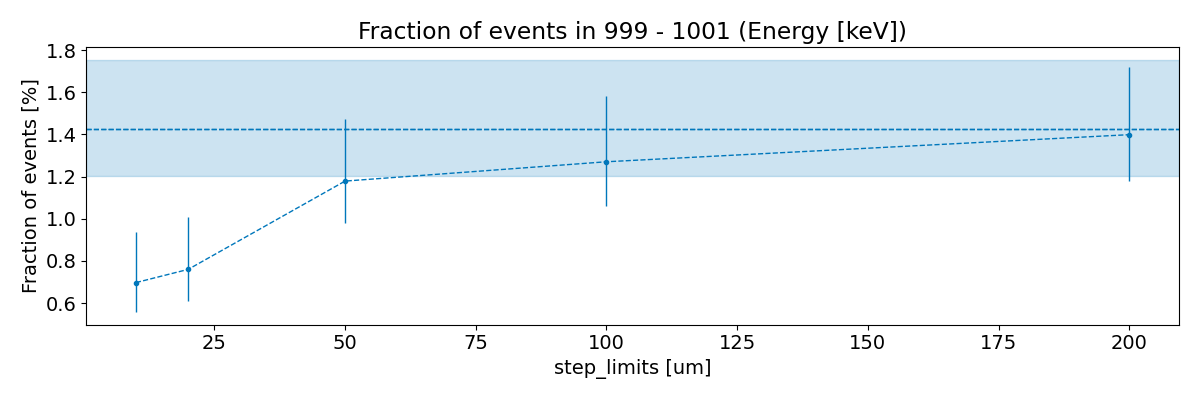 Fraction of events in 999 - 1001 (Energy [keV])
Fraction of events [%]
1.8
1.6
1.4
1.2
1.0
0.8
0.6
25 50 75 100 125 150 175 200
step_limits [um]